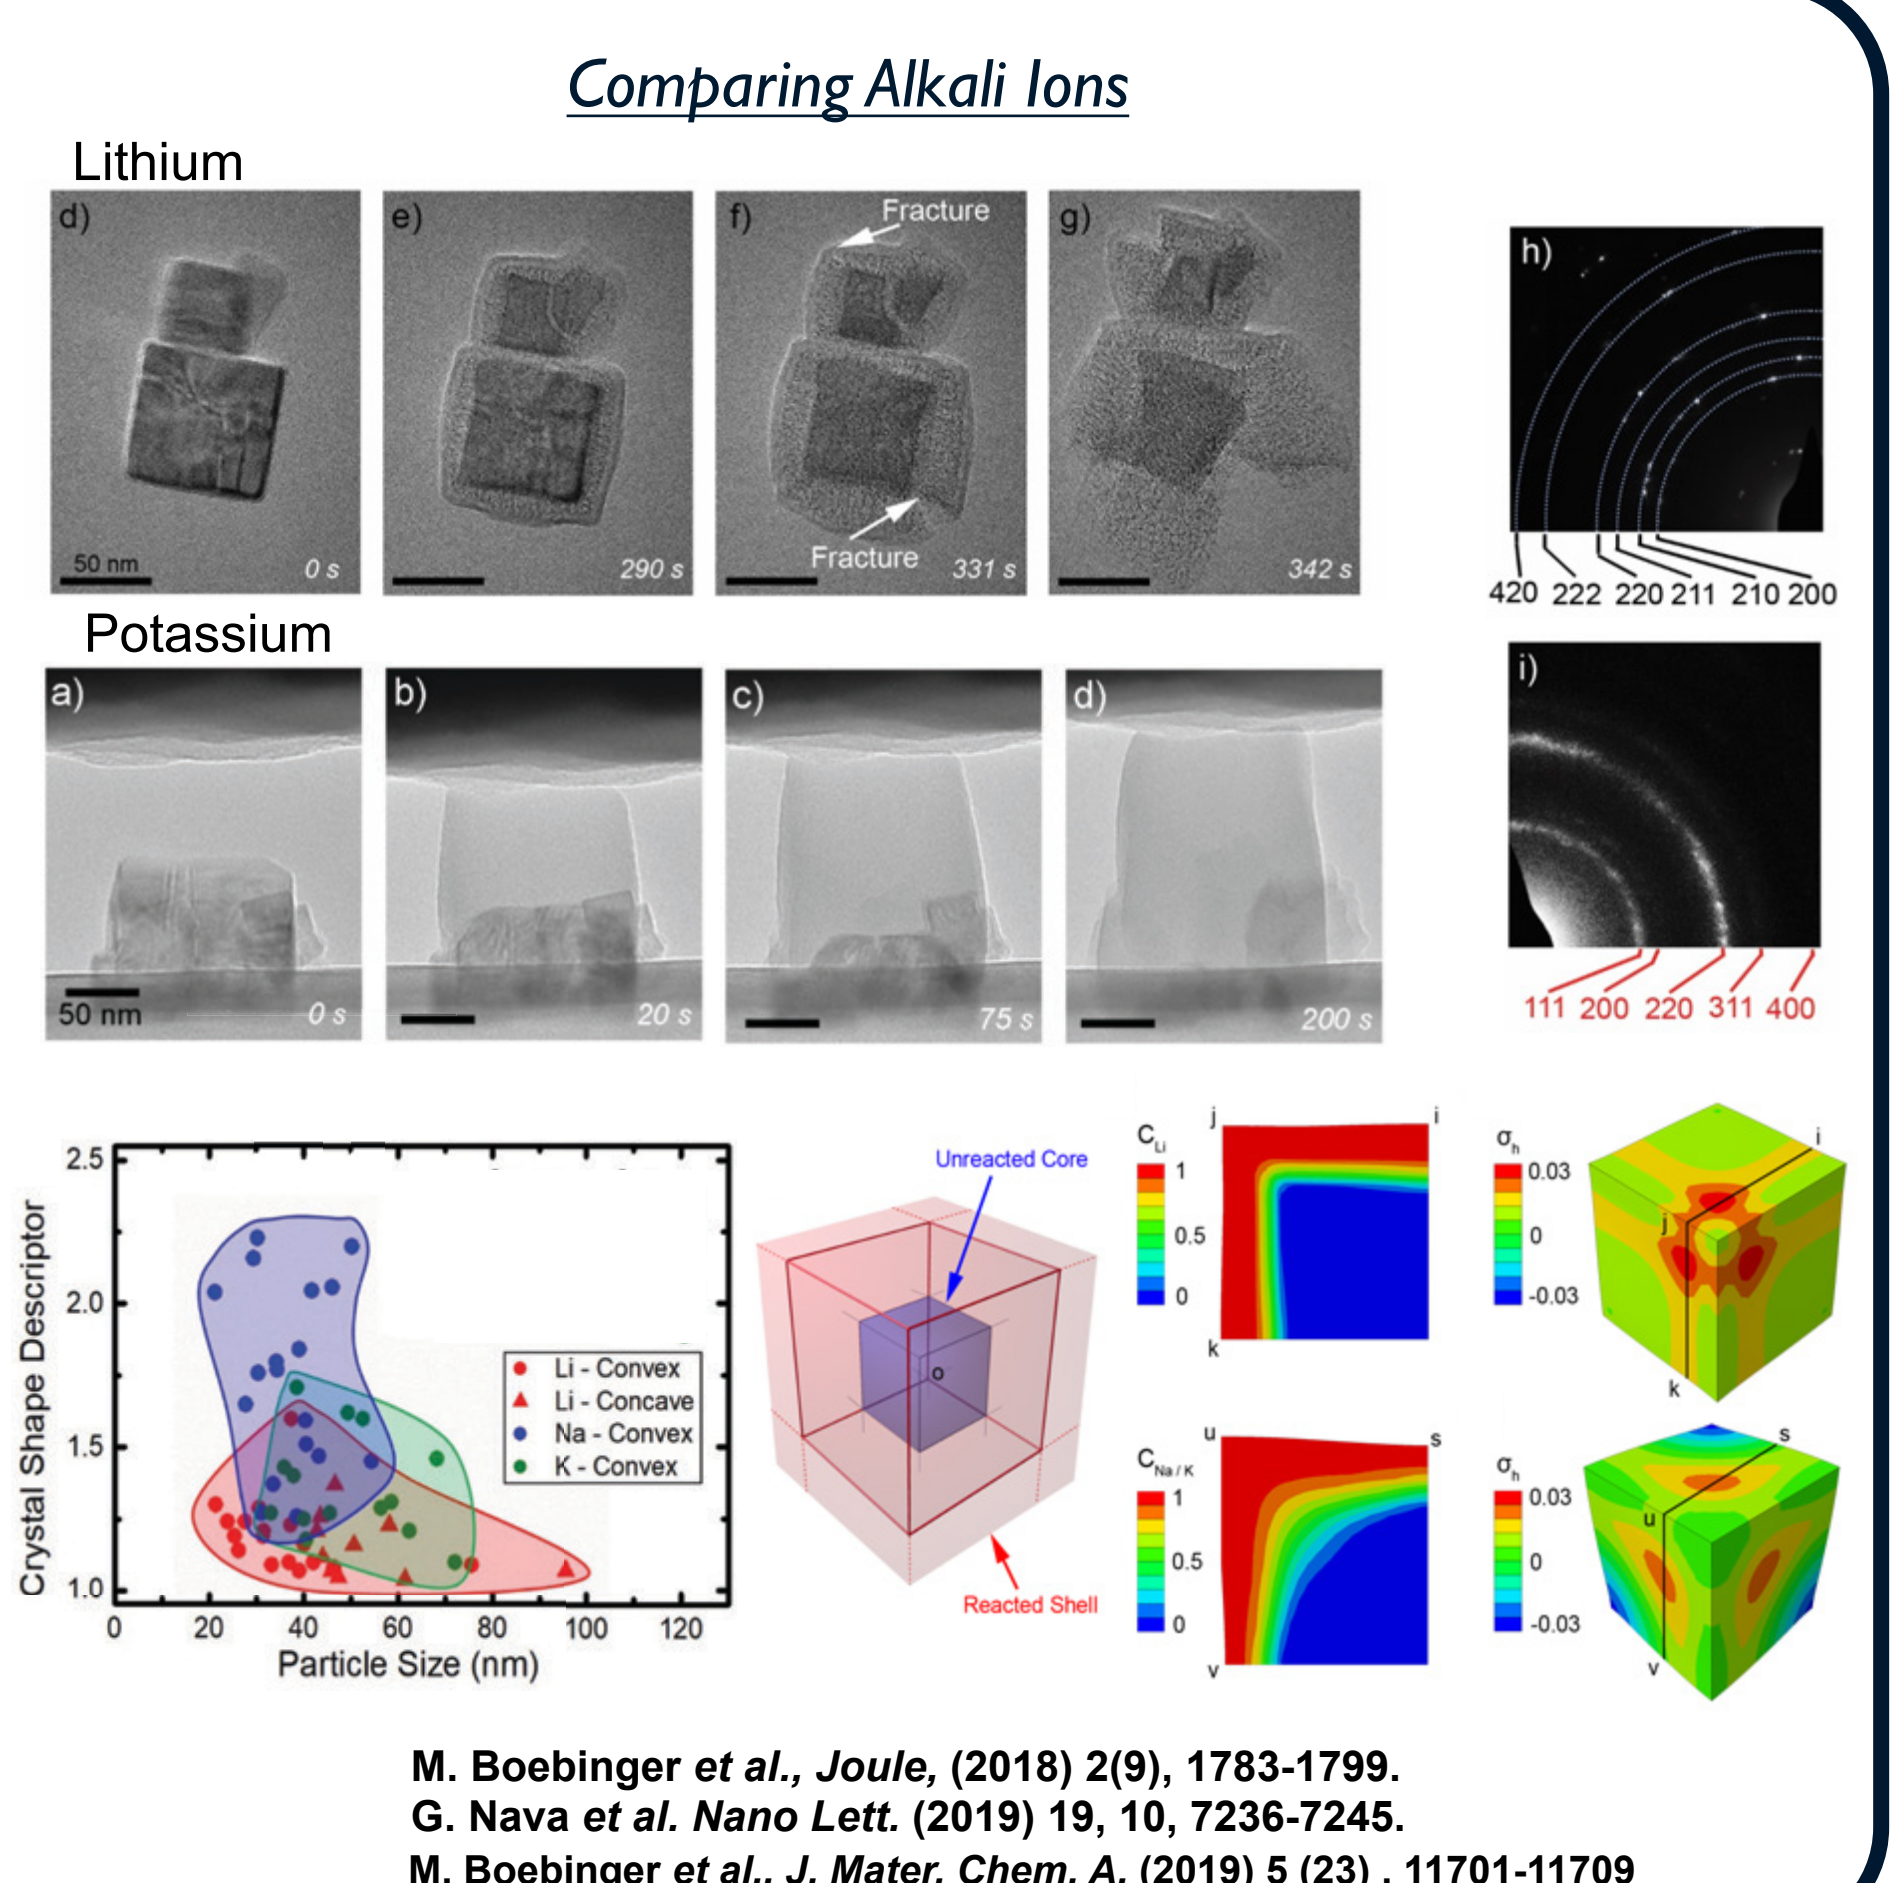 Comparing Alkali Ions
Lithium
d)
50 nm
0 s
e)
290 s
f)
Fracture
Fracture
331 s
g)
342 s
h)
420 222 220 211 210 200
Potassium
a)
50 nm
0 s
b)
20 s
c)
75 s
d)
200 s
i)
111 200 220 311 400
Crystal Shape Descriptor
2.5
2.0
1.5
1.0
0 20 40 60 80 100 120
Particle Size (nm)
Li - Convex
Li - Concave
Na - Convex
K - Convex
Unreacted Core
o
Reacted Shell
C Li
1
0.5
0
j
i
k
σh
0.03
0
-0.03
i
j
k
C Na / K
1
0.5
0
u
s
v
σh
0.03
0
-0.03
s
u
v
M. Boebinger et al., Joule, (2018) 2(9), 1783-1799.
G. Nava et al. Nano Lett. (2019) 19, 10, 7236-7245.
M. Boebinger et al., J. Mater. Chem. A. (2019) 5 (23) , 11701-11709